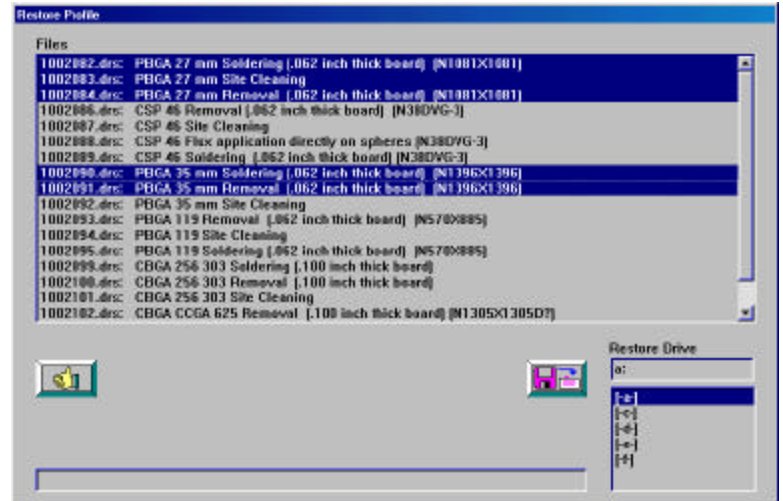 Restore Profile
Files
1002082.drs: PBGA 27 mm Soldering (.062 inch thick board) (N1081X1081)
1002083.drs: PBGA 27 mm Site Cleaning
1002084.drs: PBGA 27 mm Removal (.062 inch thick board) (N1081X1081)
1002086.drs: CSP 46 Removal (.062 inch thick board) (N38DVG-3)
1002087.drs: CSP 46 Site Cleaning
1002088.drs: CSP 46 Flux application directly on spheres (N38DVG-3)
1002089.drs: CSP 46 Soldering (.062 inch thick board) (N38DVG-3)
1002090.drs: PBGA 35 mm Soldering (.062 inch thick board) (N1396X1396)
1002091.drs: PBGA 35 mm Removal (.062 inch thick board) (N1396X1396)
1002092.drs: PBGA 35 mm Site Cleaning
1002093.drs: PBGA 119 Removal (.062 inch thick board) (N570X885)
1002094.drs: PBGA 119 Site Cleaning
1002095.drs: PBGA 119 Soldering (.062 inch thick board) (N570X885)
1002099.drs: CBGA 256 303 Soldering (.100 inch thick board)
1002100.drs: CBGA 256 303 Removal (.100 inch thick board)
1002101.drs: CBGA 256 303 Site Cleaning
1002102.drs: CBGA CCGA 625 Removal (.100 inch thick board) (N1305X1305D?)
Restore Drive
a:
[-a-]
[-c-]
[-d-]
[-e-]
[-f-]